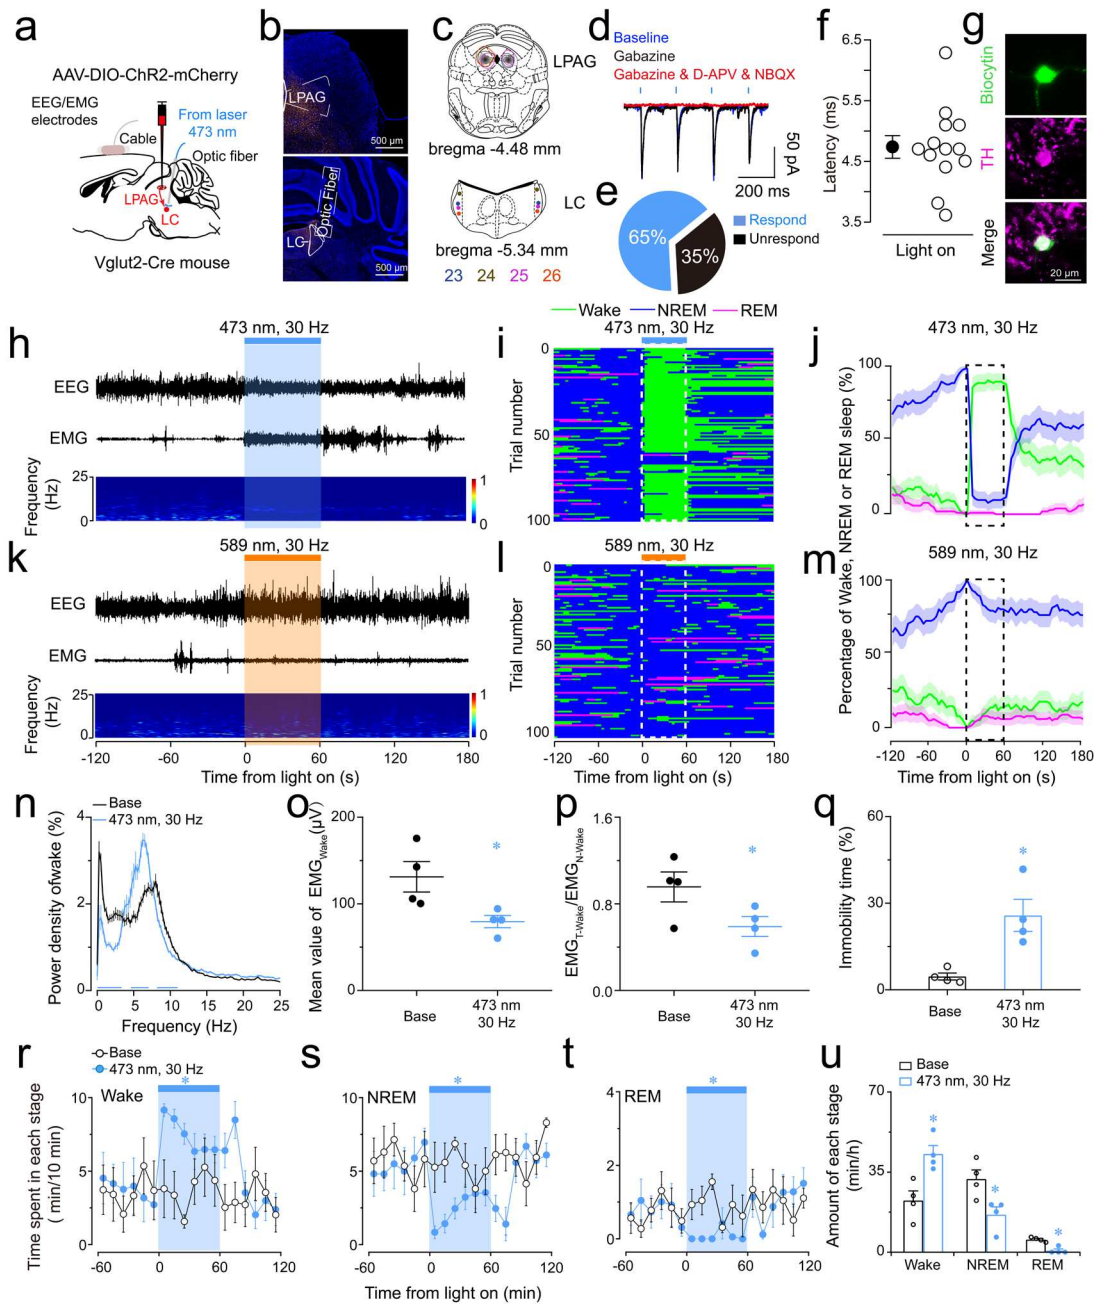 a
AAV-DIO-ChR2-mCherry
EEG/EMG
electrodes
From laser
473 nm
Cable
Optic fiber
LPAG
LC
Vglut2-Cre mouse
b
LPAG
500 µm
Optic Fiber
LC
500 µm
c
LPAG
bregma -4.48 mm
LC
bregma -5.34 mm
23 24 25 26
d
Baseline
Gabazine
Gabazine & D-APV & NBQX
50 pA
200 ms
e
65%
35%
Respond
Unrespond
f
Latency (ms)
6.5
5.5
4.5
3.5
Light on
g
Biocytin
TH
Merge
20 µm
h
473 nm, 30 Hz
EEG
EMG
Frequency
(Hz)
25
0
1
0
Wake NREM REM
i
473 nm, 30 Hz
Trial number
0
50
100
j
473 nm, 30 Hz
100
50
0
Percentage of Wake, NREM or REM sleep (%)
k
589 nm, 30 Hz
EEG
EMG
Frequency
(Hz)
25
0
1
0
-120 -60 0 60 120 180
Time from light on (s)
l
589 nm, 30 Hz
Trial number
0
50
100
-120 -60 0 60 120 180
Time from light on (s)
m
589 nm, 30 Hz
100
50
0
-120 -60 0 60 120 180
Time from light on (s)
n
Base
473 nm, 30 Hz
Power density ofwake (%)
4
2
0
0 5 10 15 20 25
Frequency (Hz)
o
Mean value of EMGWake(µV)
200
100
0
*
Base
473 nm
30 Hz
p
EMGT-Wake/EMGN-Wake
1.6
0.8
0.0
*
Base
473 nm
30 Hz
q
Immobility time (%)
60
30
0
*
Base
473 nm
30 Hz
r
Base
473 nm, 30 Hz
*
Wake
Time spent in each stage
( min/10 min)
10
5
0
-60 0 60 120
s
*
NREM
10
5
0
-60 0 60 120
Time from light on (min)
t
*
REM
4
2
0
-60 0 60 120
u
Base
473 nm, 30 Hz
Amount of each stage
(min/h)
70
35
0
*
*
*
Wake NREM REM